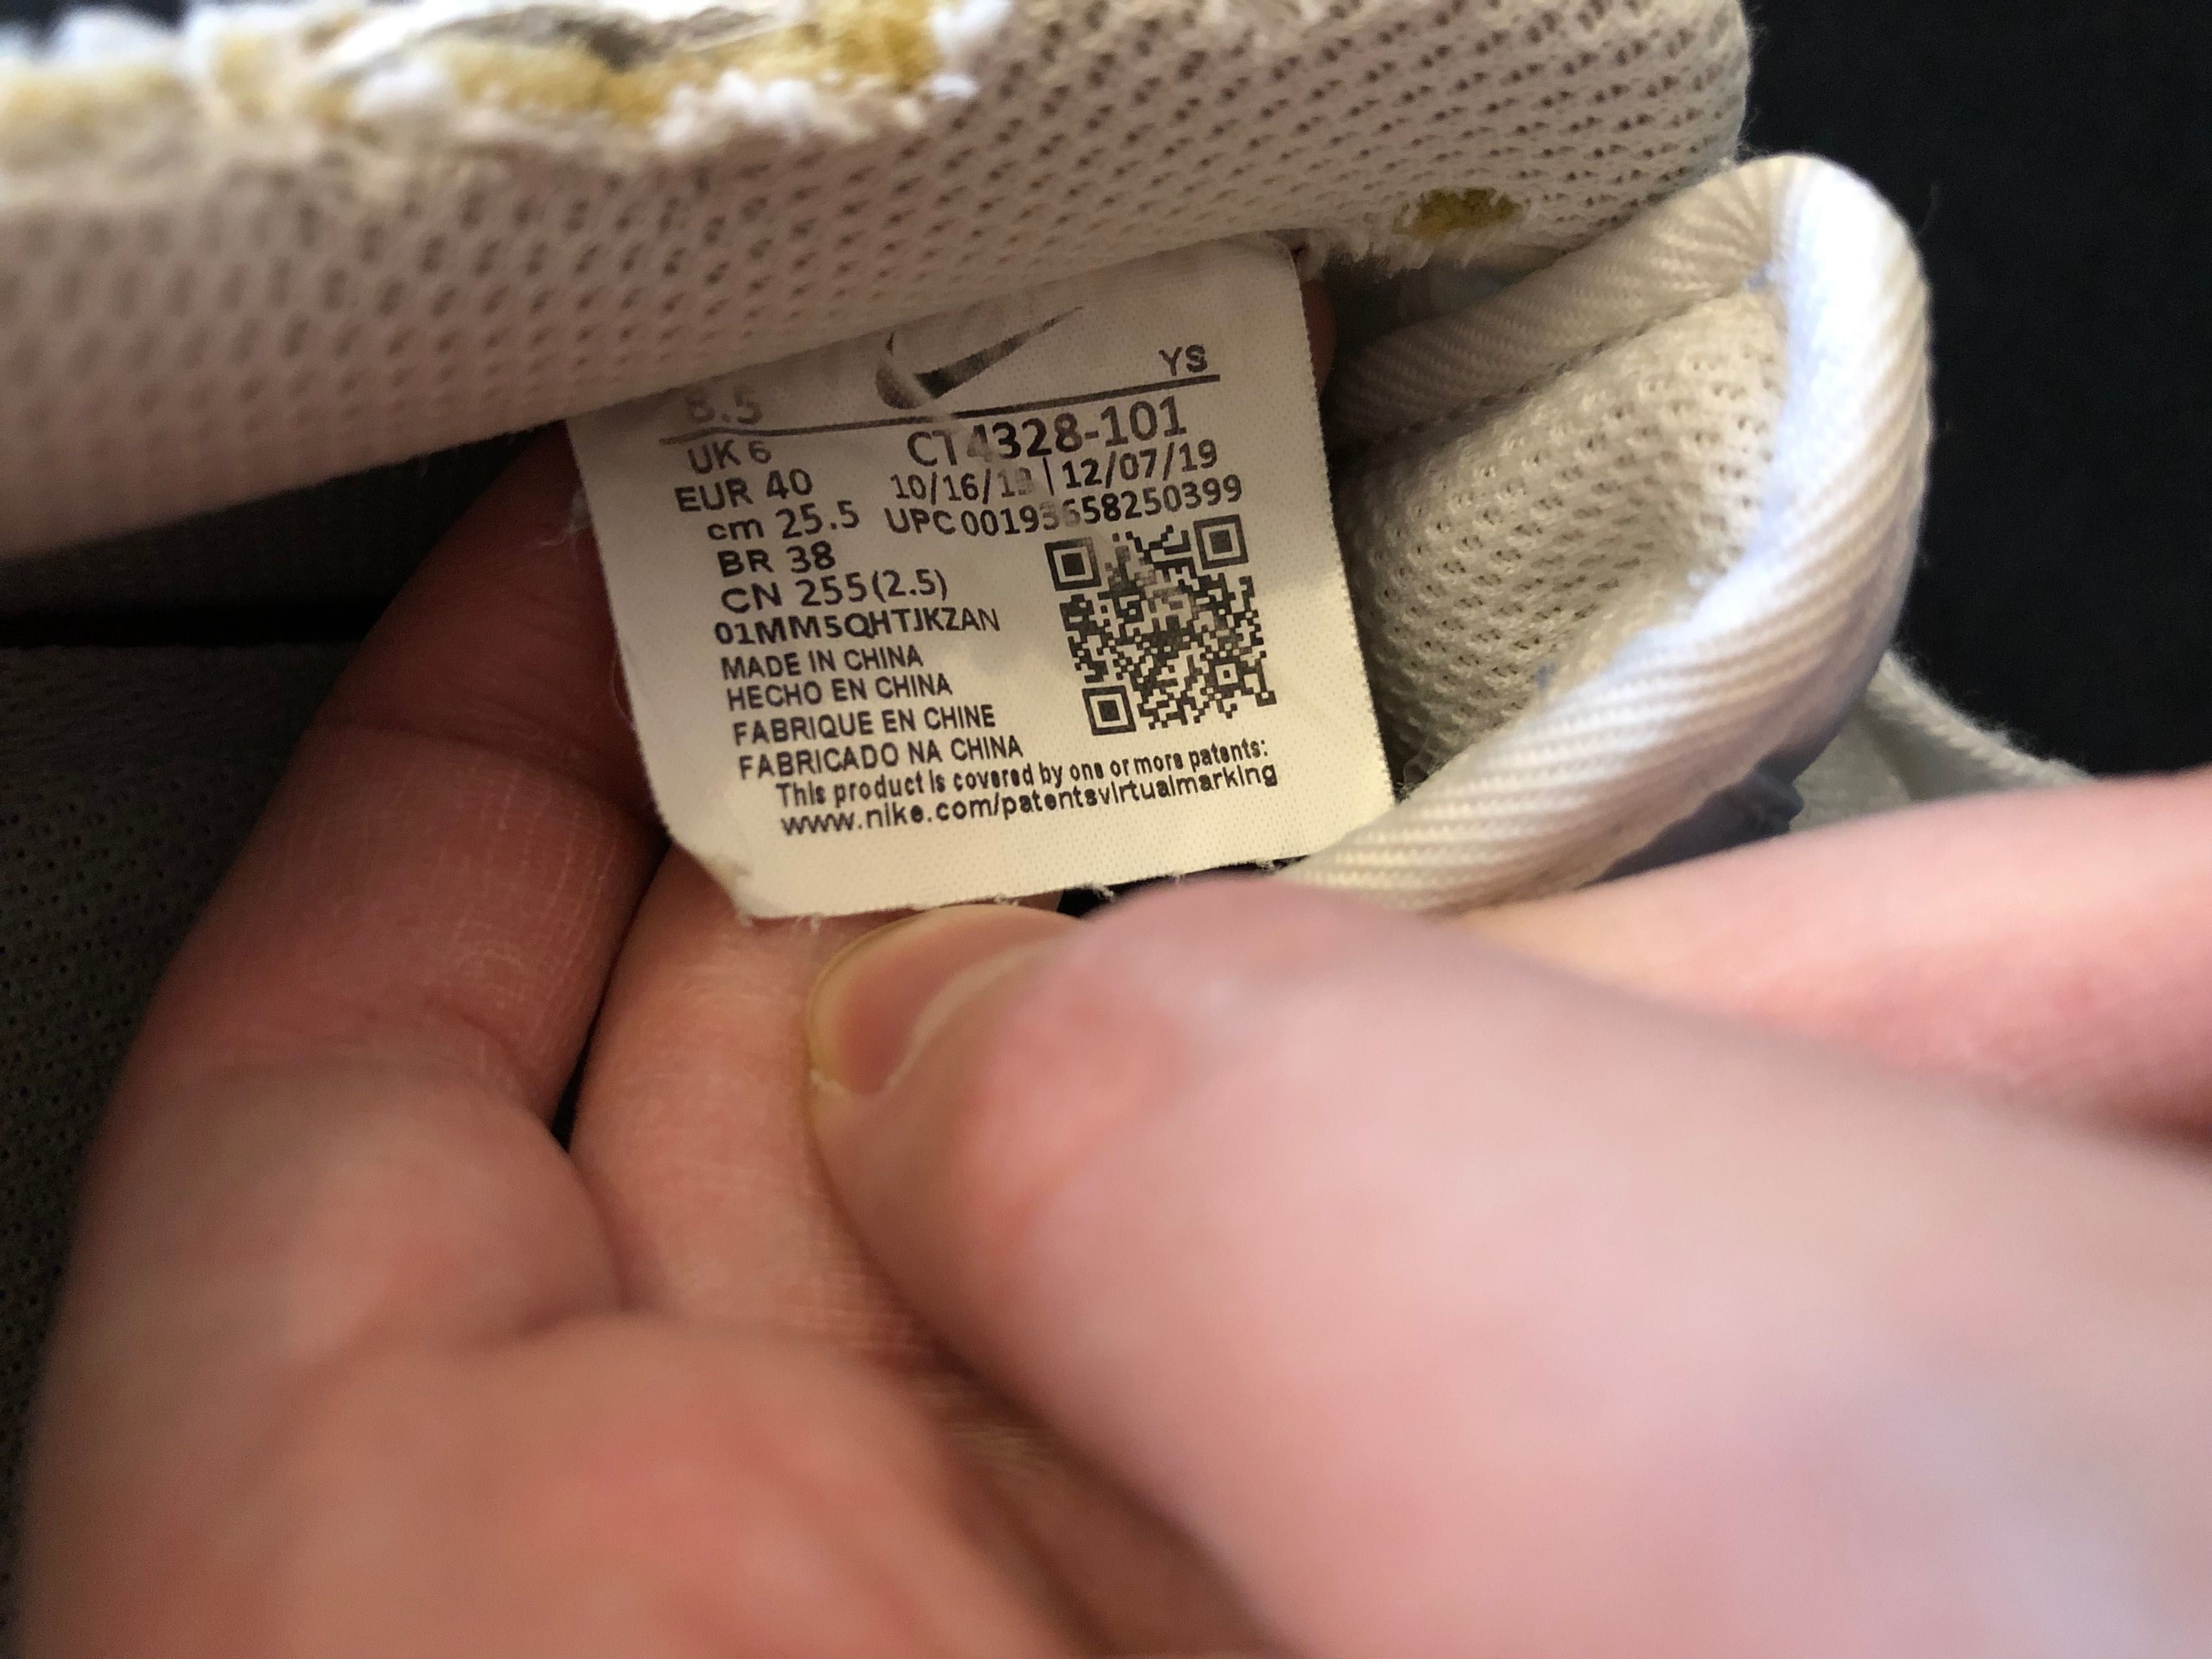 YS
8.5
UK 6 CT4328-101
EUR 40 10/16/19 | 12/07/19
cm 25.5 UPC 00193658250399
BR 38
CN 255(2.5)
01MM5QHTJKZAN
MADE IN CHINA
HECHO EN CHINA
FABRIQUE EN CHINE
FABRICADO NA CHINA
This product is covered by one or more patents:
www.nike.com/patentsvirtualmarking